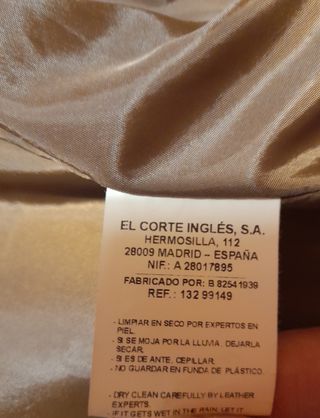 EL CORTE INGLÉS, S.A.
HERMOSILLA, 112
28009 MADRID - ESPAÑA
NIF.: A 28017895
FABRICADO POR: B 82541939
REF.: 132 99149
- LIMPIAR EN SECO POR EXPERTOS EN
PIEL.
- SI SE MOJA POR LA LLUVIA, DEJARLA
SECAR.
- SI ES DE ANTE, CEPILLAR.
- NO GUARDAR EN FUNDA DE PLÁSTICO.
- DRY CLEAN CAREFULLY BY LEATHER
EXPERTS.
- IF IT GETS WET IN THE RAIN, LET IT